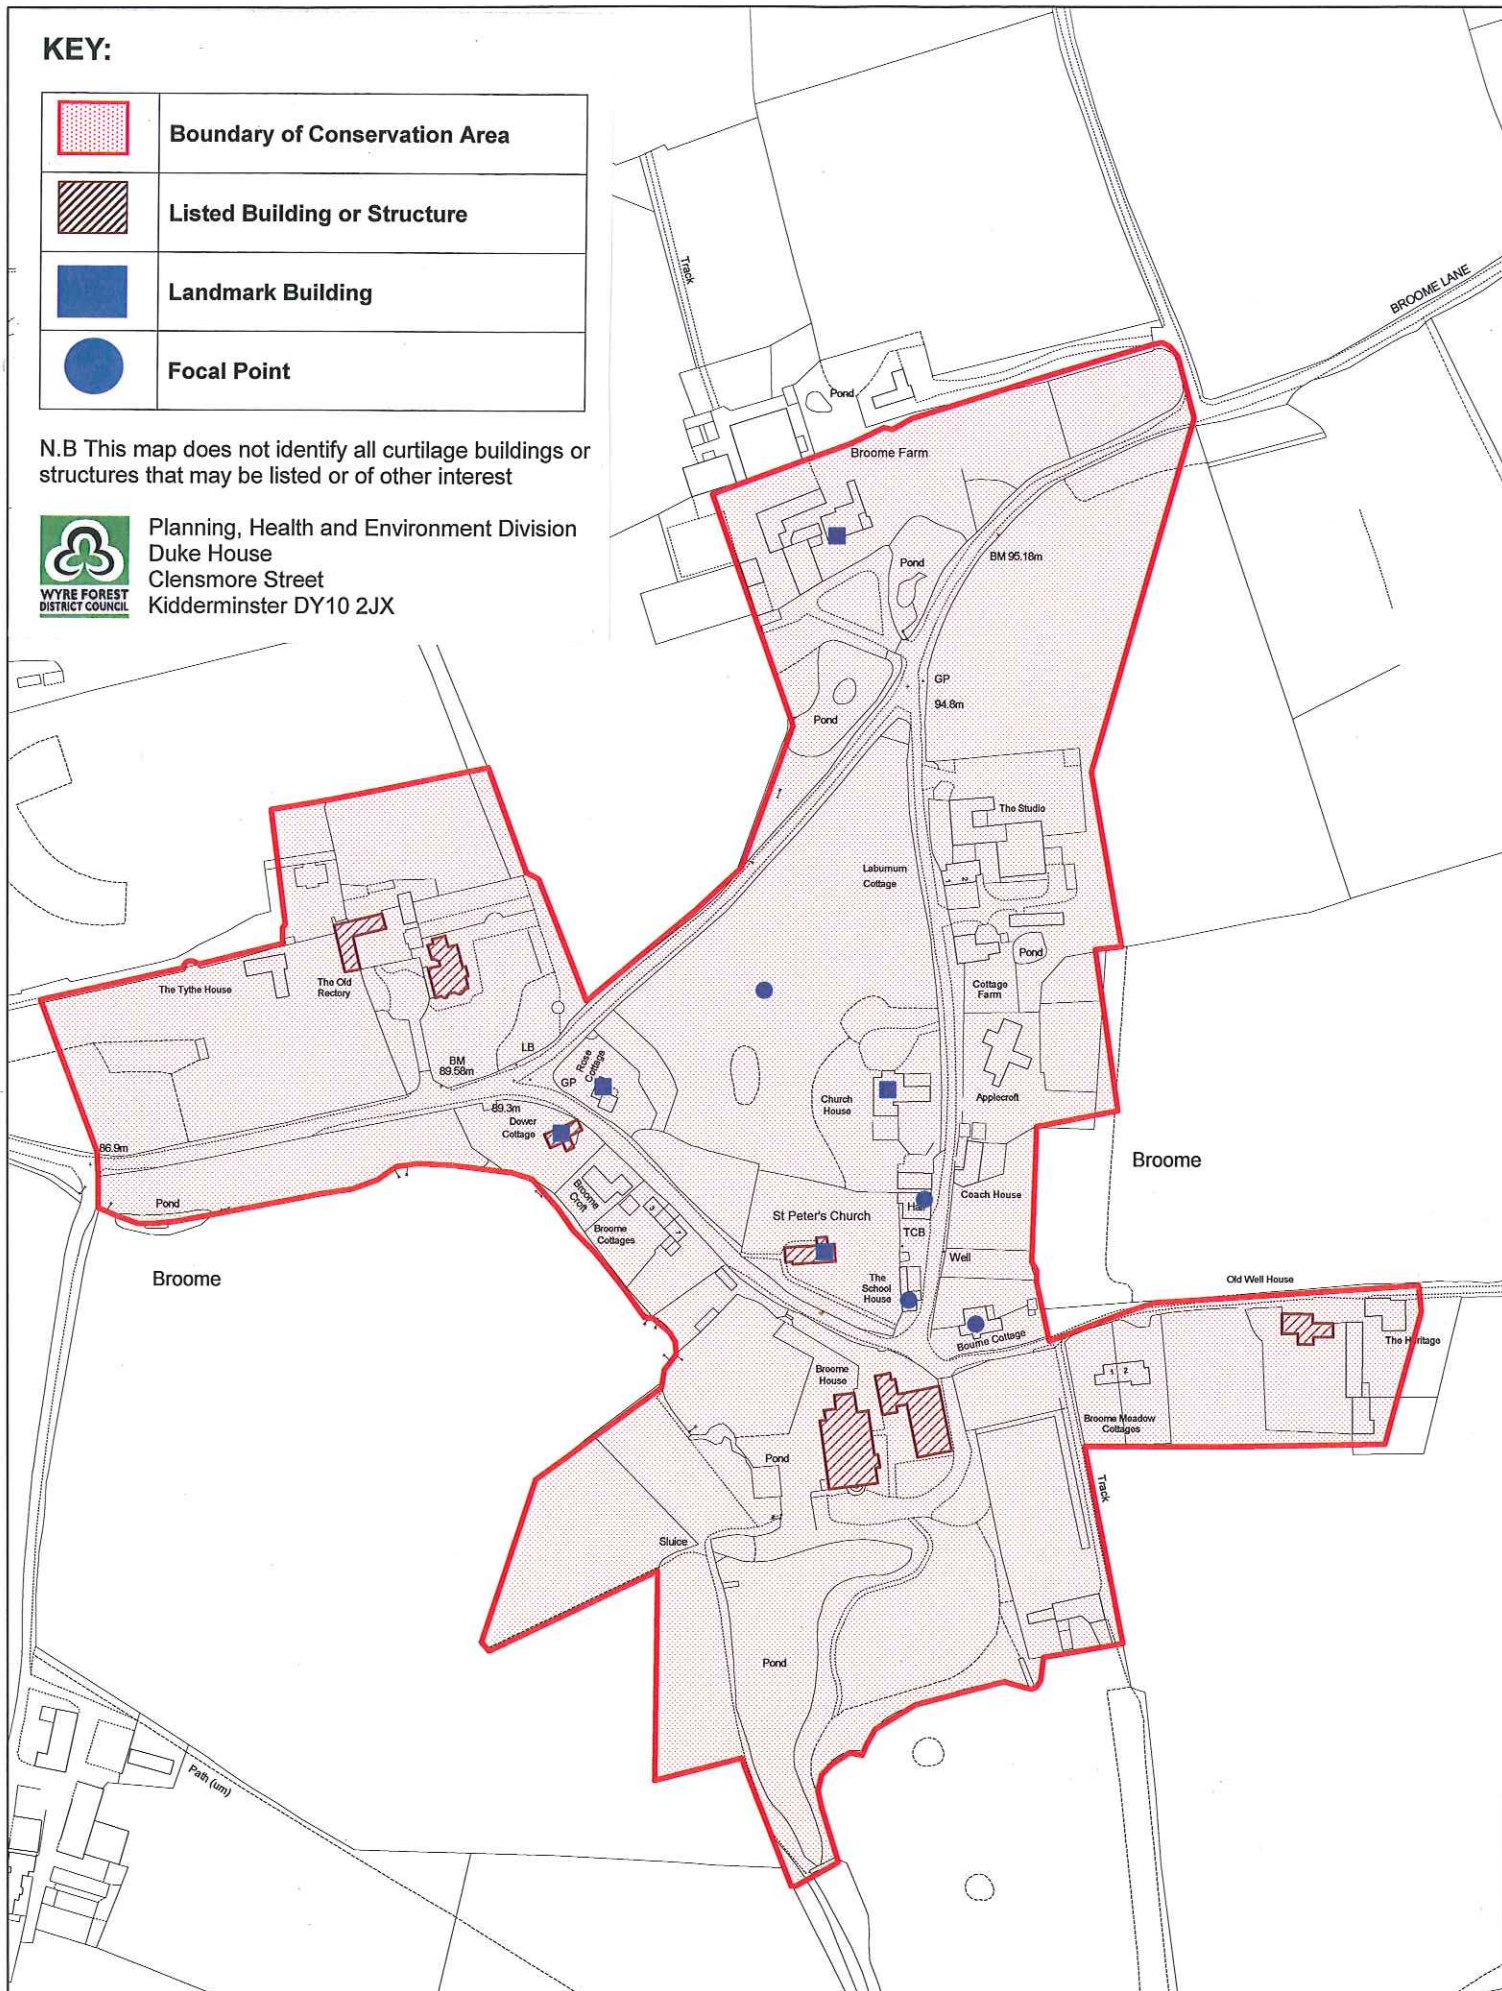 KEY:
Boundary of Conservation Area
Listed Building or Structure
Landmark Building
Focal Point
N.B This map does not identify all curtilage buildings or
structures that may be listed or of other interest
WYRE FOREST
DISTRICT COUNCIL
Planning, Health and Environment Division
Duke House
Clensmore Street
Kidderminster DY10 2JX
Track
BROOME LANE
Pond
Broome Farm
BM 95.18m
Pond
GP
94.8m
Pond
The Studio
Laburnum
Cottage
1
2
Pond
Cottage
Farm
The Tythe House
The Old
Rectory
LB
BM
89.58m
Rose
Cottage
GP
89.3m
Dower
Cottage
Church
House
Applecroft
86.9m
Pond
Broome
Croft
Broome
Cottages
3
St Peter's Church
Hall
TCB
Coach House
Well
Broome
Broome
The
School
House
Bourne Cottage
Old Well House
The Heritage
Broome
House
1 2
Broome Meadow
Cottages
Pond
Track
Sluice
Pond
Path (um)